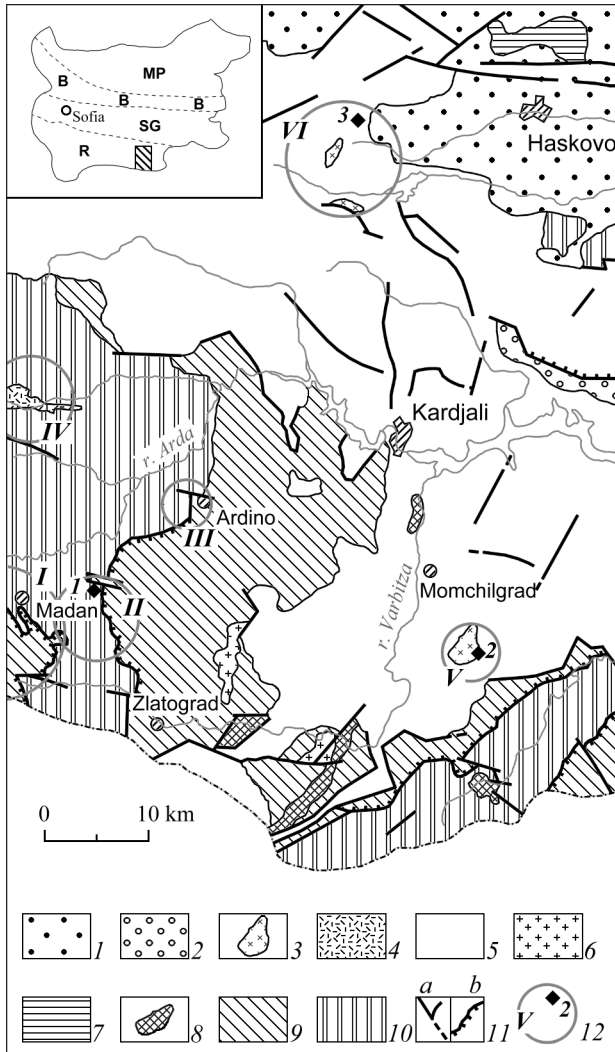 MP
B
B
B
Sofia
SG
R
VI
3
Haskovo
IV
r. Arda
Kardjali
III
Ardino
I
1
Madan
II
r. Varbitza
Momchilgrad
2
V
Zlatograd
0 10 km
1 2 3 4 5 6
a b
V 2
7 8 9 10 11 12